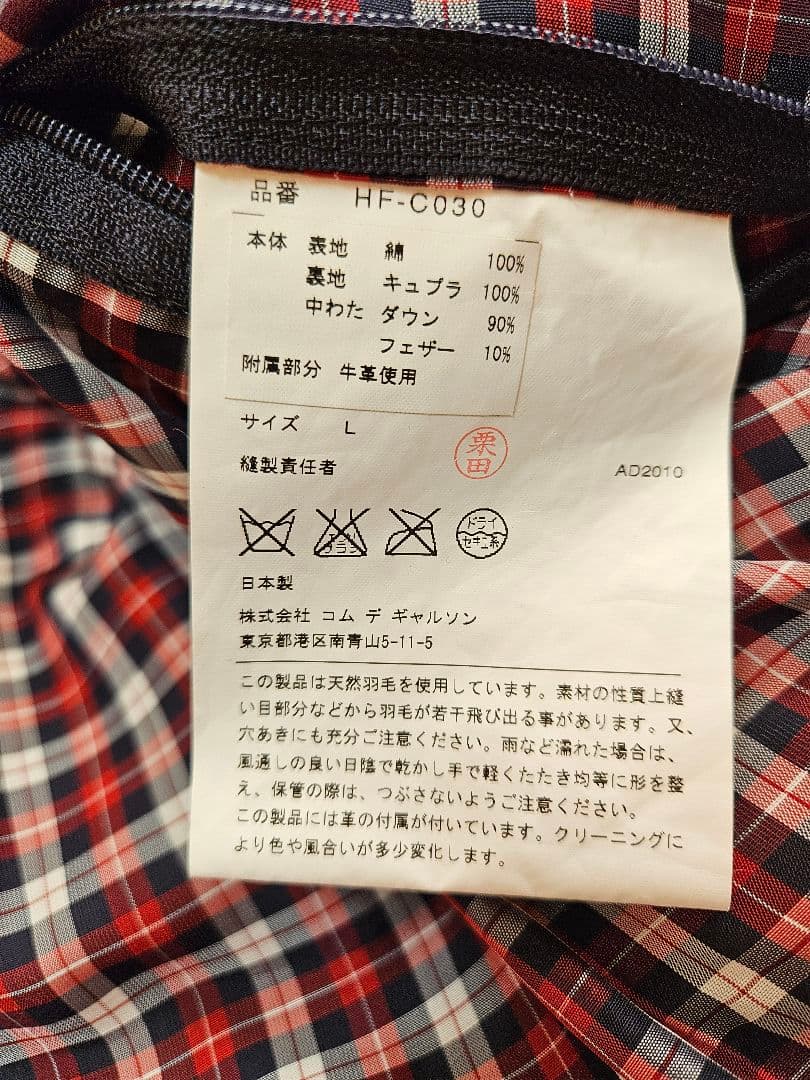 品番 HF-C030
本体 表地 綿 100%
裏地 キュプラ 100%
中わた ダウン 90%
フェザー 10%
附属部分 牛革使用
サイズ L
縫製責任者 栗田 AD2010
ドライ
セキユ系
日本製
株式会社 コム デ ギャルソン
東京都港区南青山5-11-5
この製品は天然羽毛を使用しています。素材の性質上縫
い目部分などから羽毛が若干飛び出る事があります。又、
穴あきにも充分ご注意ください。雨など濡れた場合は、
風通しの良い日陰で乾かし手で軽くたたき均等に形を整
え、保管の際は、つぶさないようご注意ください。
この製品には革の付属が付いています。クリーニングに
より色や風合いが多少変化します。